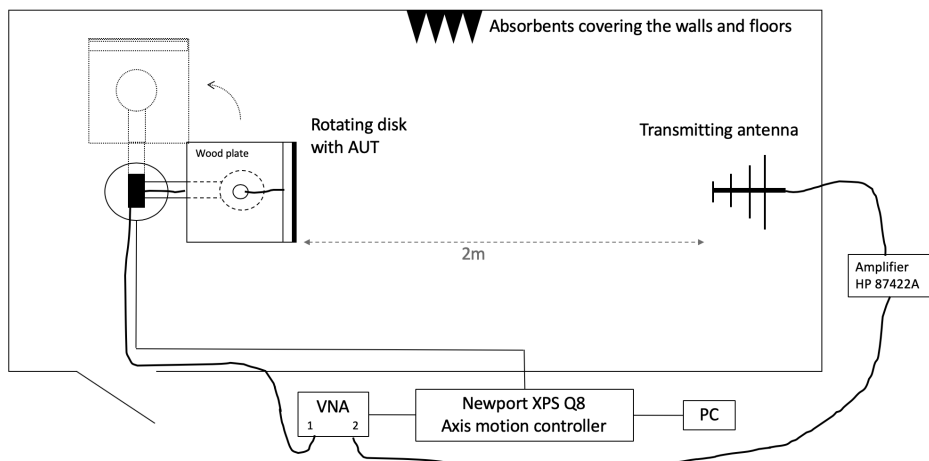 Absorbents covering the walls and floors
Rotating disk
with AUT
Transmitting antenna
Wood plate
2m
Amplifier
HP 87422A
VNA
1 2
Newport XPS Q8
Axis motion controller
PC